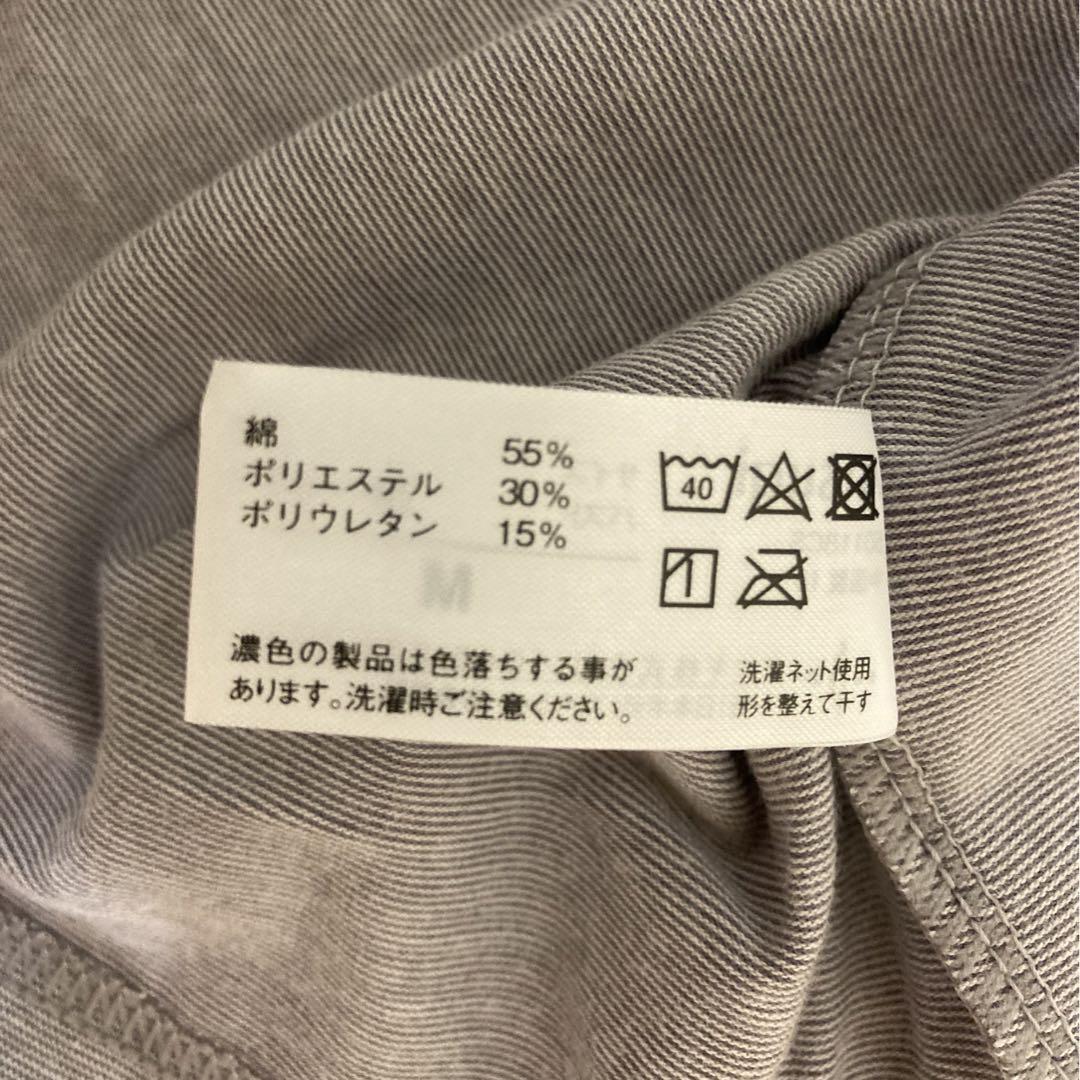 綿 55%
ポリエステル 30%
ポリウレタン 15%
40
濃色の製品は色落ちする事が
あります。洗濯時ご注意ください。
洗濯ネット使用
形を整えて干す
M